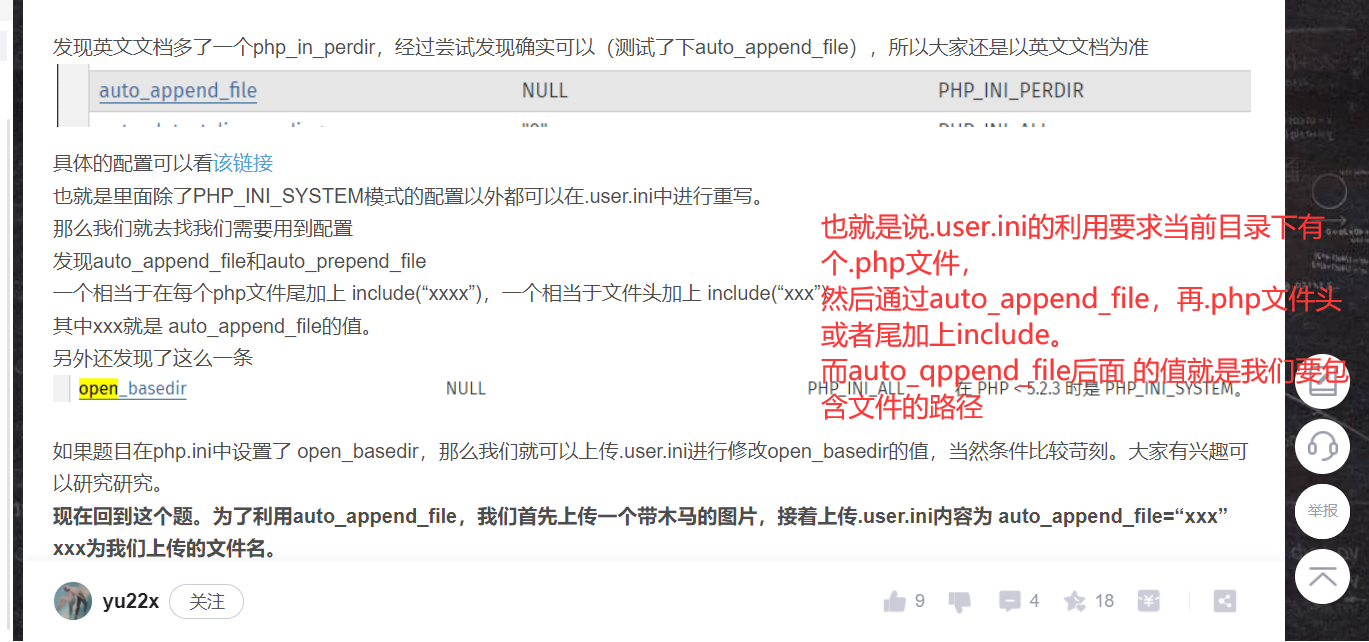 发现英文文档多了一个php_in_perdir，经过尝试发现确实可以（测试了下auto_append_file），所以大家还是以英文文档为准
auto_append_file NULL PHP_INI_PERDIR
具体的配置可以看该链接
也就是里面除了PHP_INI_SYSTEM模式的配置以外都可以在.user.ini中进行重写。
那么我们就去找我们需要用到配置
发现auto_append_file和auto_prepend_file
一个相当于在每个php文件尾加上 include(“xxxx”)，一个相当于文件头加上 include(“xxx”)
其中xxx就是 auto_append_file的值。
另外还发现了这么一条
open_basedir NULL PHP_INI_ALL 在 PHP < 5.2.3 时是 PHP_INI_SYSTEM。
也就是说.user.ini的利用要求当前目录下有
个.php文件，
然后通过auto_append_file，再.php文件头
或者尾加上include。
而auto_qppend_file后面 的值就是我们要包
含文件的路径
如果题目在php.ini中设置了 open_basedir，那么我们就可以上传.user.ini进行修改open_basedir的值，当然条件比较苛刻。大家有兴趣可
以研究研究。
现在回到这个题。为了利用auto_append_file，我们首先上传一个带木马的图片，接着上传.user.ini内容为 auto_append_file=“xxx”
xxx为我们上传的文件名。
举报
yu22x 关注 9 4 18